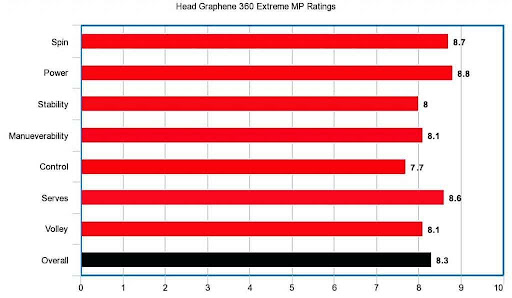 Head Graphene 360 Extreme MP Ratings
Spin 8.7
Power 8.8
Stability 8
Manueverability 8.1
Control 7.7
Serves 8.6
Volley 8.1
Overall 8.3
0 1 2 3 4 5 6 7 8 9 10